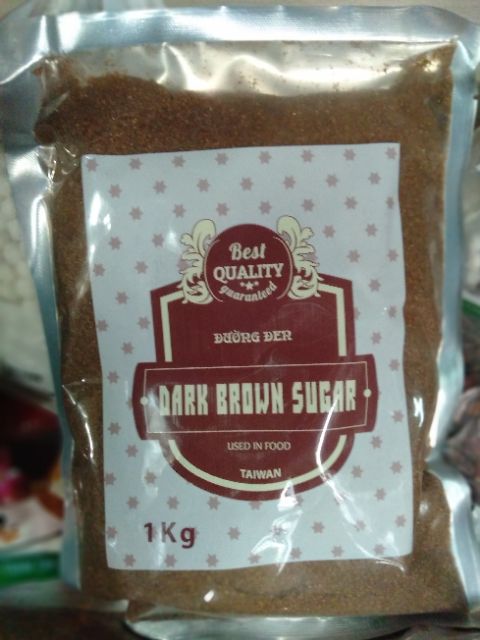 Best
QUALITY
guaranteed
ĐƯỜNG ĐEN
DARK BROWN SUGAR
USED IN FOOD
TAIWAN
1Kg